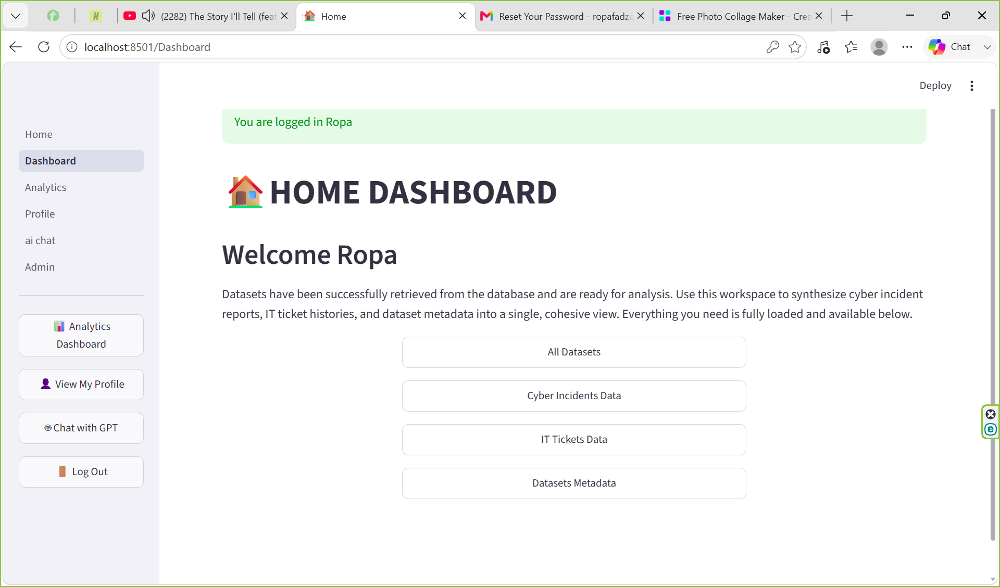 (2282) The Story I'll Tell (feat
Home
Reset Your Password - ropafadzo
Free Photo Collage Maker - Crea
localhost:8501/Dashboard
Chat
Deploy
Home
Dashboard
Analytics
Profile
ai chat
Admin
Analytics
Dashboard
View My Profile
Chat with GPT
Log Out
You are logged in Ropa
HOME DASHBOARD
Welcome Ropa
Datasets have been successfully retrieved from the database and are ready for analysis. Use this workspace to synthesize cyber incident
reports, IT ticket histories, and dataset metadata into a single, cohesive view. Everything you need is fully loaded and available below.
All Datasets
Cyber Incidents Data
IT Tickets Data
Datasets Metadata